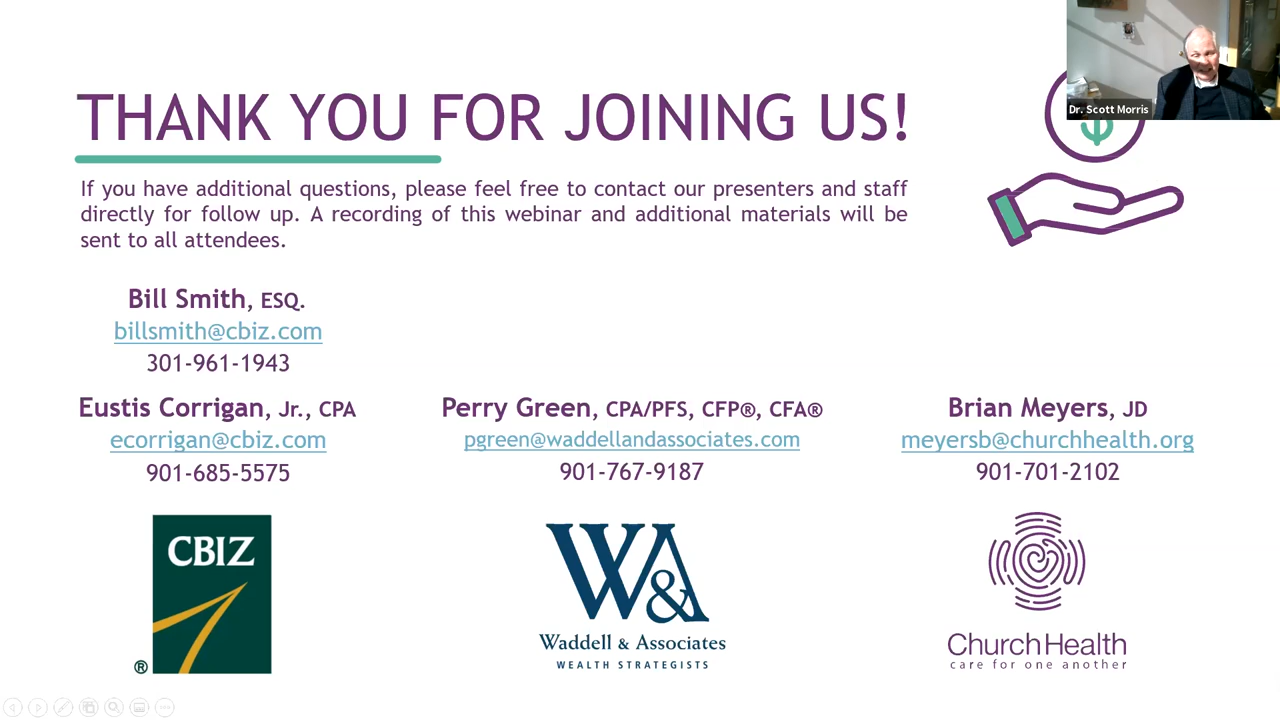 THANK YOU FOR JOINING US!
Dr. Scott Morris
If you have additional questions, please feel free to contact our presenters and staff
directly for follow up. A recording of this webinar and additional materials will be
sent to all attendees.
Bill Smith, ESQ.
billsmith@cbiz.com
301-961-1943
Eustis Corrigan, Jr., CPA
ecorrigan@cbiz.com
901-685-5575
Perry Green, CPA/PFS, CFP®, CFA®
pgreen@waddellandassociates.com
901-767-9187
Brian Meyers, JD
meyersb@churchhealth.org
901-701-2102
CBIZ
®
W&A
Waddell & Associates
WEALTH STRATEGISTS
Church Health
care for one another